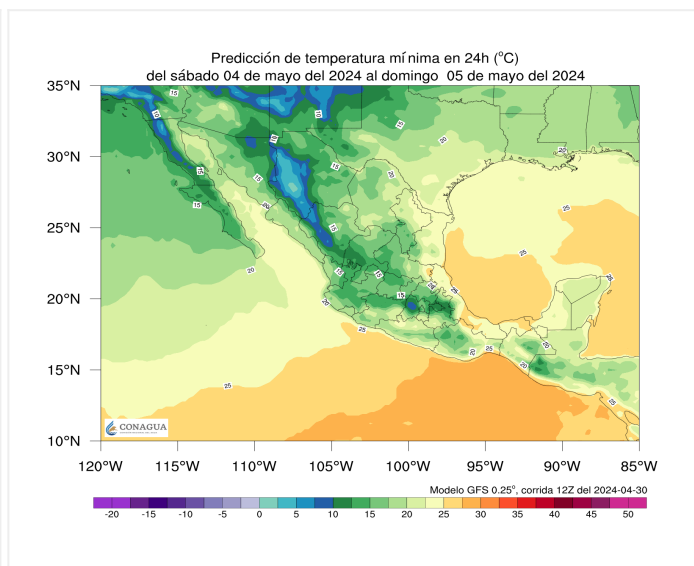 Predicción de temperatura mínima en 24h (°C)
del sábado 04 de mayo del 2024 al domingo 05 de mayo del 2024
35°N
30°N
25°N
20°N
15°N
10°N
120°W 115°W 110°W 105°W 100°W 95°W 90°W 85°W
CONAGUA
Modelo GFS 0.25°, corrida 12Z del 2024-04-30
-20 -15 -10 -5 0 5 10 15 20 25 30 35 40 45 50